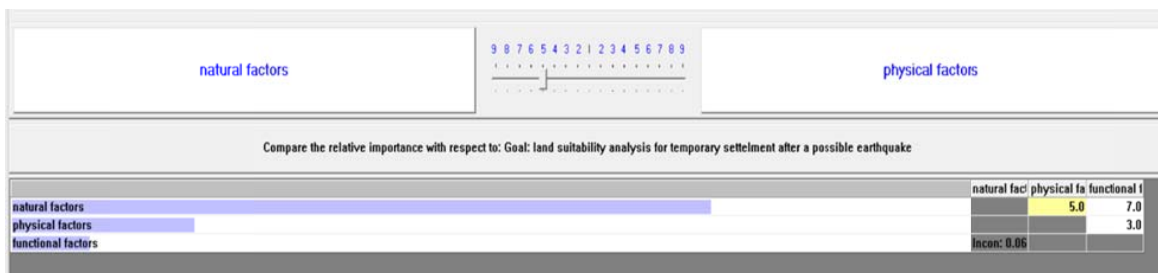 natural factors
9 8 7 6 5 4 3 2 1 2 3 4 5 6 7 8 9
physical factors
Compare the relative importance with respect to: Goal: land suitability analysis for temporary settelment after a possible earthquake
natural fact physical fa functional f
natural factors 5.0 7.0
physical factors 3.0
functional factors Incon: 0.06